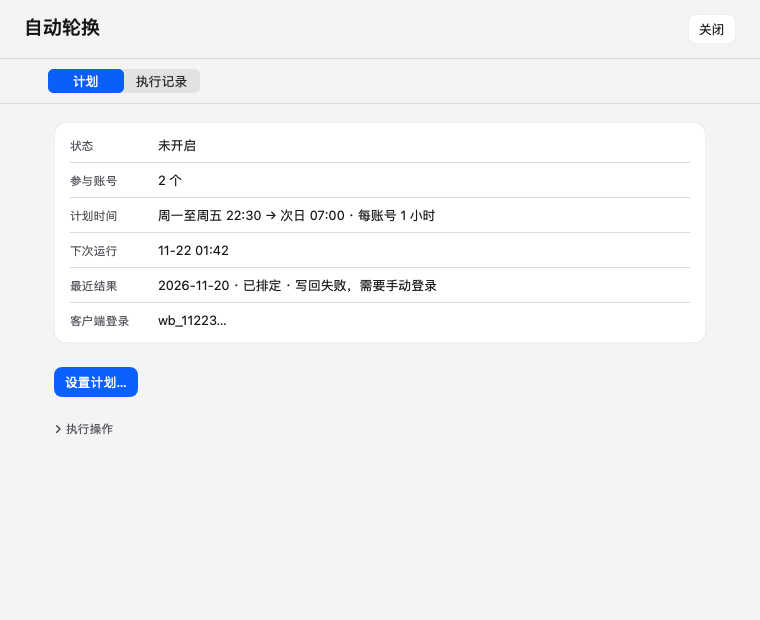 自动轮换
关闭
计划
执行记录
状态 未开启
参与账号 2 个
计划时间 周一至周五 22:30 → 次日 07:00 · 每账号 1 小时
下次运行 11-22 01:42
最近结果 2026-11-20 · 已排定 · 写回失败，需要手动登录
客户端登录 wb_11223...
设置计划...
执行操作